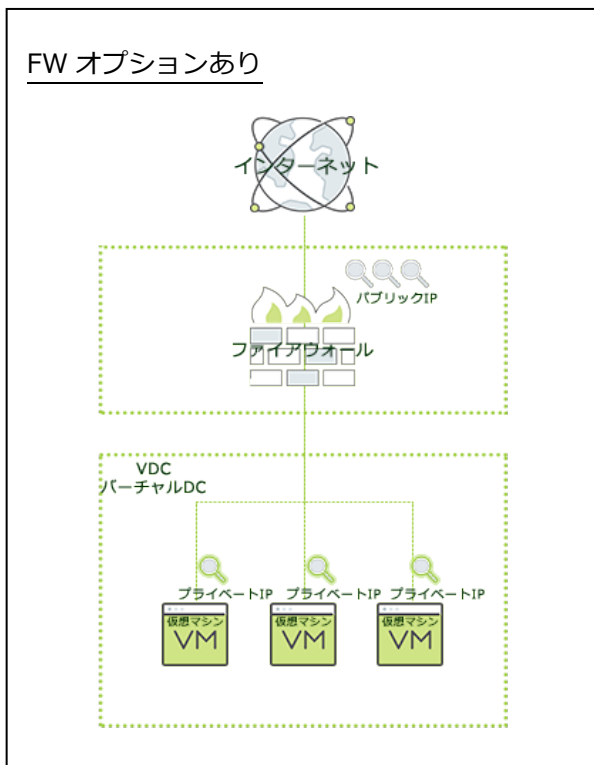 FW オプションあり
インターネット
パブリックIP
ファイアウォール
VDC
バーチャルDC
プライベートIP プライベートIP プライベートIP
仮想マシン 仮想マシン 仮想マシン
VM VM VM